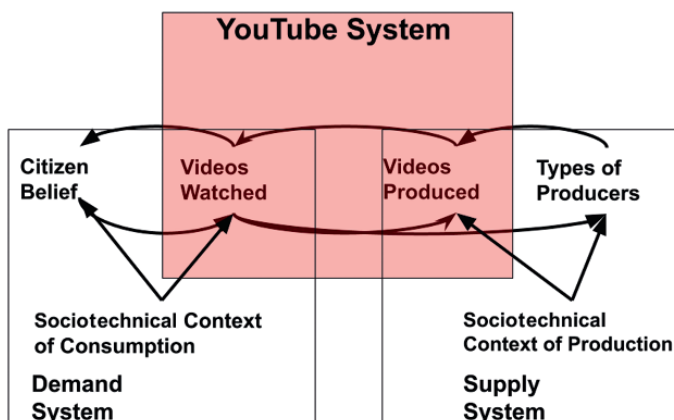 YouTube System
Citizen
Belief
Videos
Watched
Videos
Produced
Types of
Producers
Sociotechnical Context
of Consumption
Sociotechnical
Context of Production
Demand
System
Supply
System